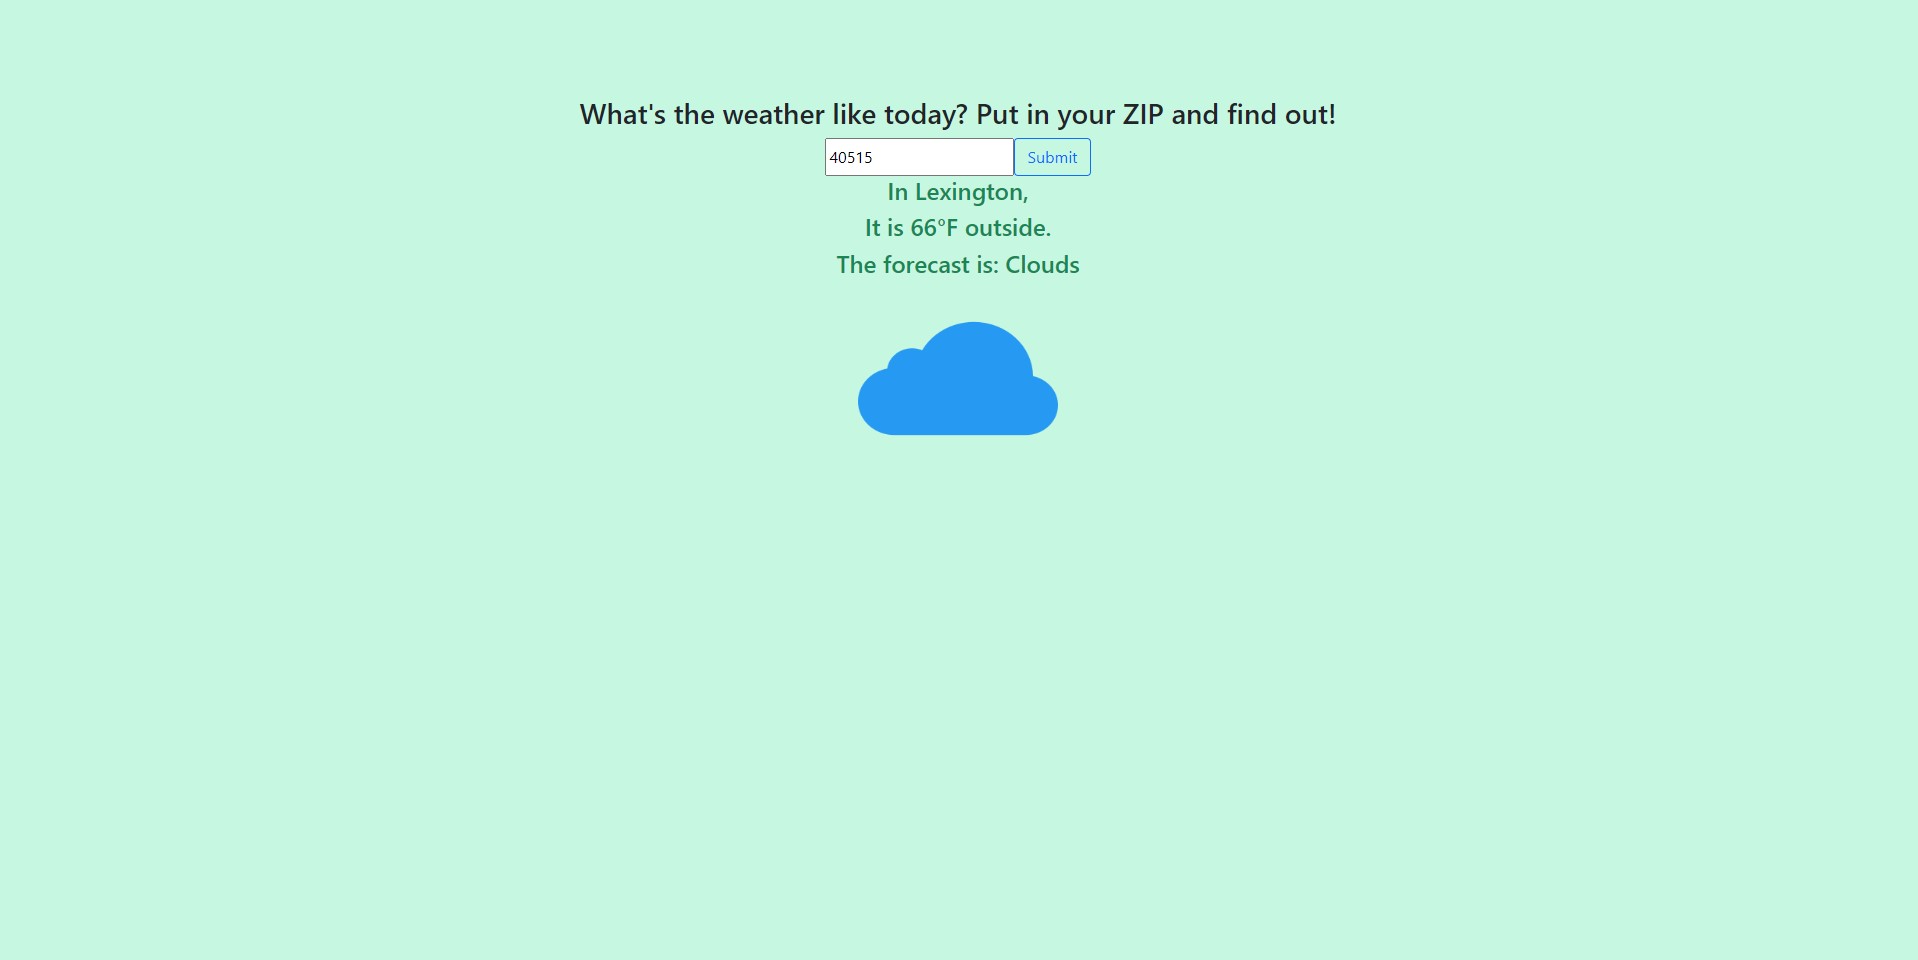 What's the weather like today? Put in your ZIP and find out!
40515 Submit
In Lexington,
It is 66°F outside.
The forecast is: Clouds